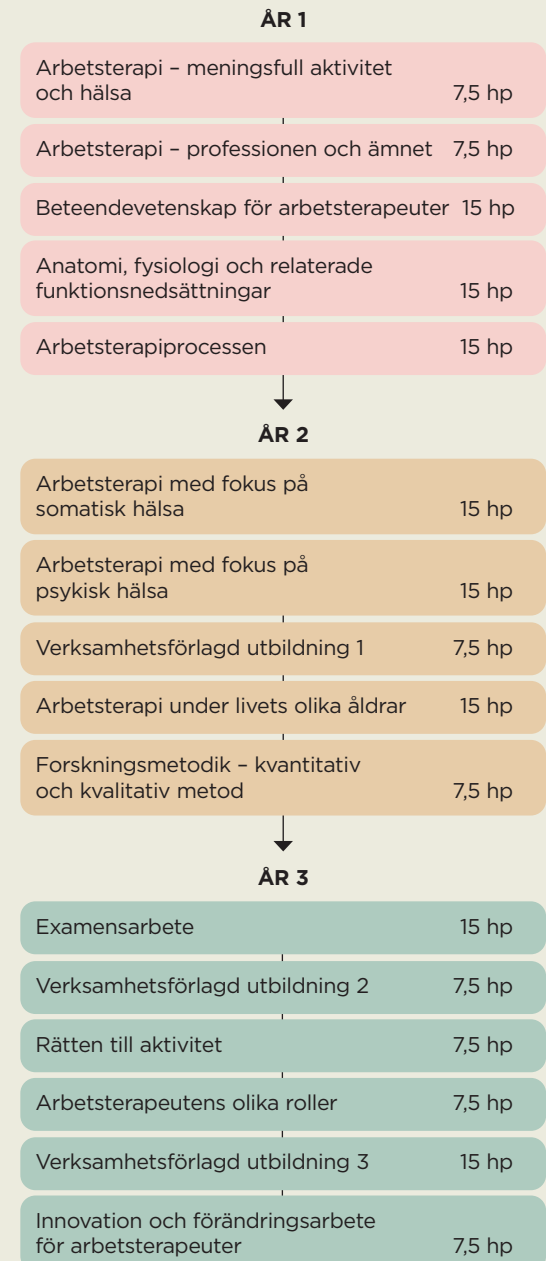 ÅR 1
Arbetsterapi – meningsfull aktivitet
och hälsa 7,5 hp
Arbetsterapi – professionen och ämnet 7,5 hp
Beteendevetenskap för arbetsterapeuter 15 hp
Anatomi, fysiologi och relaterade
funktionsnedsättningar 15 hp
Arbetsterapiprocessen 15 hp
ÅR 2
Arbetsterapi med fokus på
somatisk hälsa 15 hp
Arbetsterapi med fokus på
psykisk hälsa 15 hp
Verksamhetsförlagd utbildning 1 7,5 hp
Arbetsterapi under livets olika åldrar 15 hp
Forskningsmetodik – kvantitativ
och kvalitativ metod 7,5 hp
ÅR 3
Examensarbete 15 hp
Verksamhetsförlagd utbildning 2 7,5 hp
Rätten till aktivitet 7,5 hp
Arbetsterapeutens olika roller 7,5 hp
Verksamhetsförlagd utbildning 3 15 hp
Innovation och förändringsarbete
för arbetsterapeuter 7,5 hp